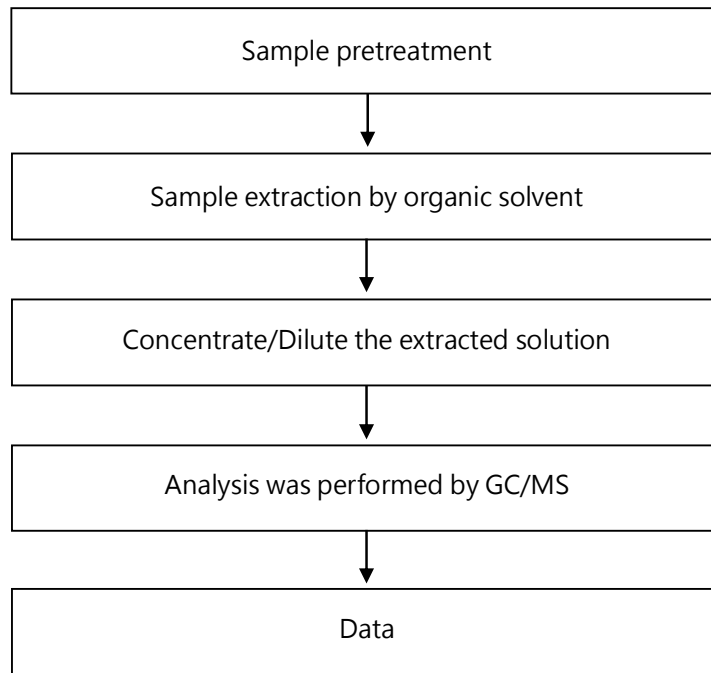 Sample pretreatment
Sample extraction by organic solvent
Concentrate/Dilute the extracted solution
Analysis was performed by GC/MS
Data